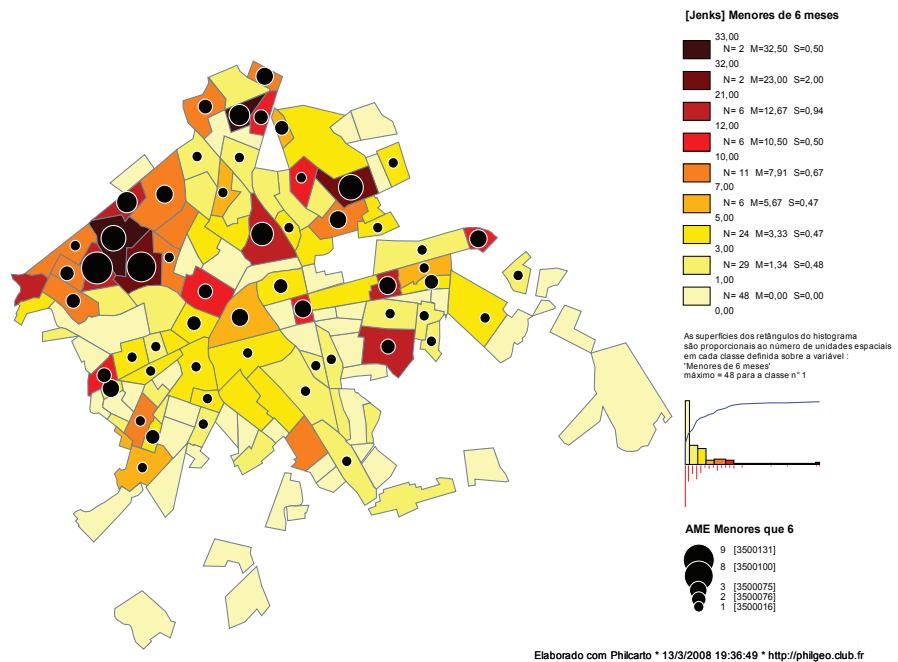 [Jenks] Menores de 6 meses
33,00
N= 2 M=32,50 S=0,50
32,00
N= 2 M=23,00 S=2,00
21,00
N= 6 M=12,67 S=0,94
12,00
N= 6 M=10,50 S=0,50
10,00
N= 11 M=7,91 S=0,67
7,00
N= 6 M=5,67 S=0,47
5,00
N= 24 M=3,33 S=0,47
3,00
N= 29 M=1,34 S=0,48
1,00
N= 48 M=0,00 S=0,00
0,00
As superfícies dos retângulos do histograma
são proporcionais ao número de unidades espaciais
em cada classe definida sobre a variável :
'Menores de 6 meses'
máximo = 48 para a classe n° 1
AME Menores que 6
9 [3500131]
8 [3500100]
3 [3500075]
2 [3500076]
1 [3500016]
Elaborado com Philcarto * 13/3/2008 19:36:49 * http://philgeo.club.fr